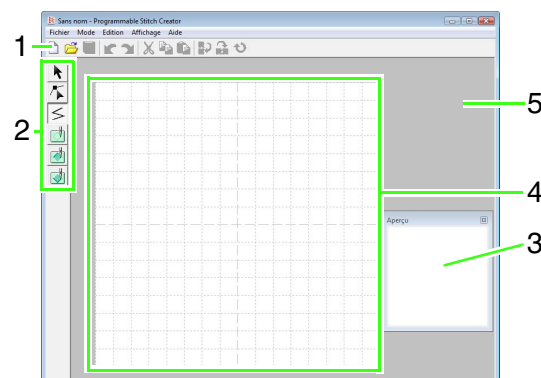 Sans nom - Programmable Stitch Creator
Fichier Mode Edition Affichage Aide
1
2
5
4
Aperçu
3